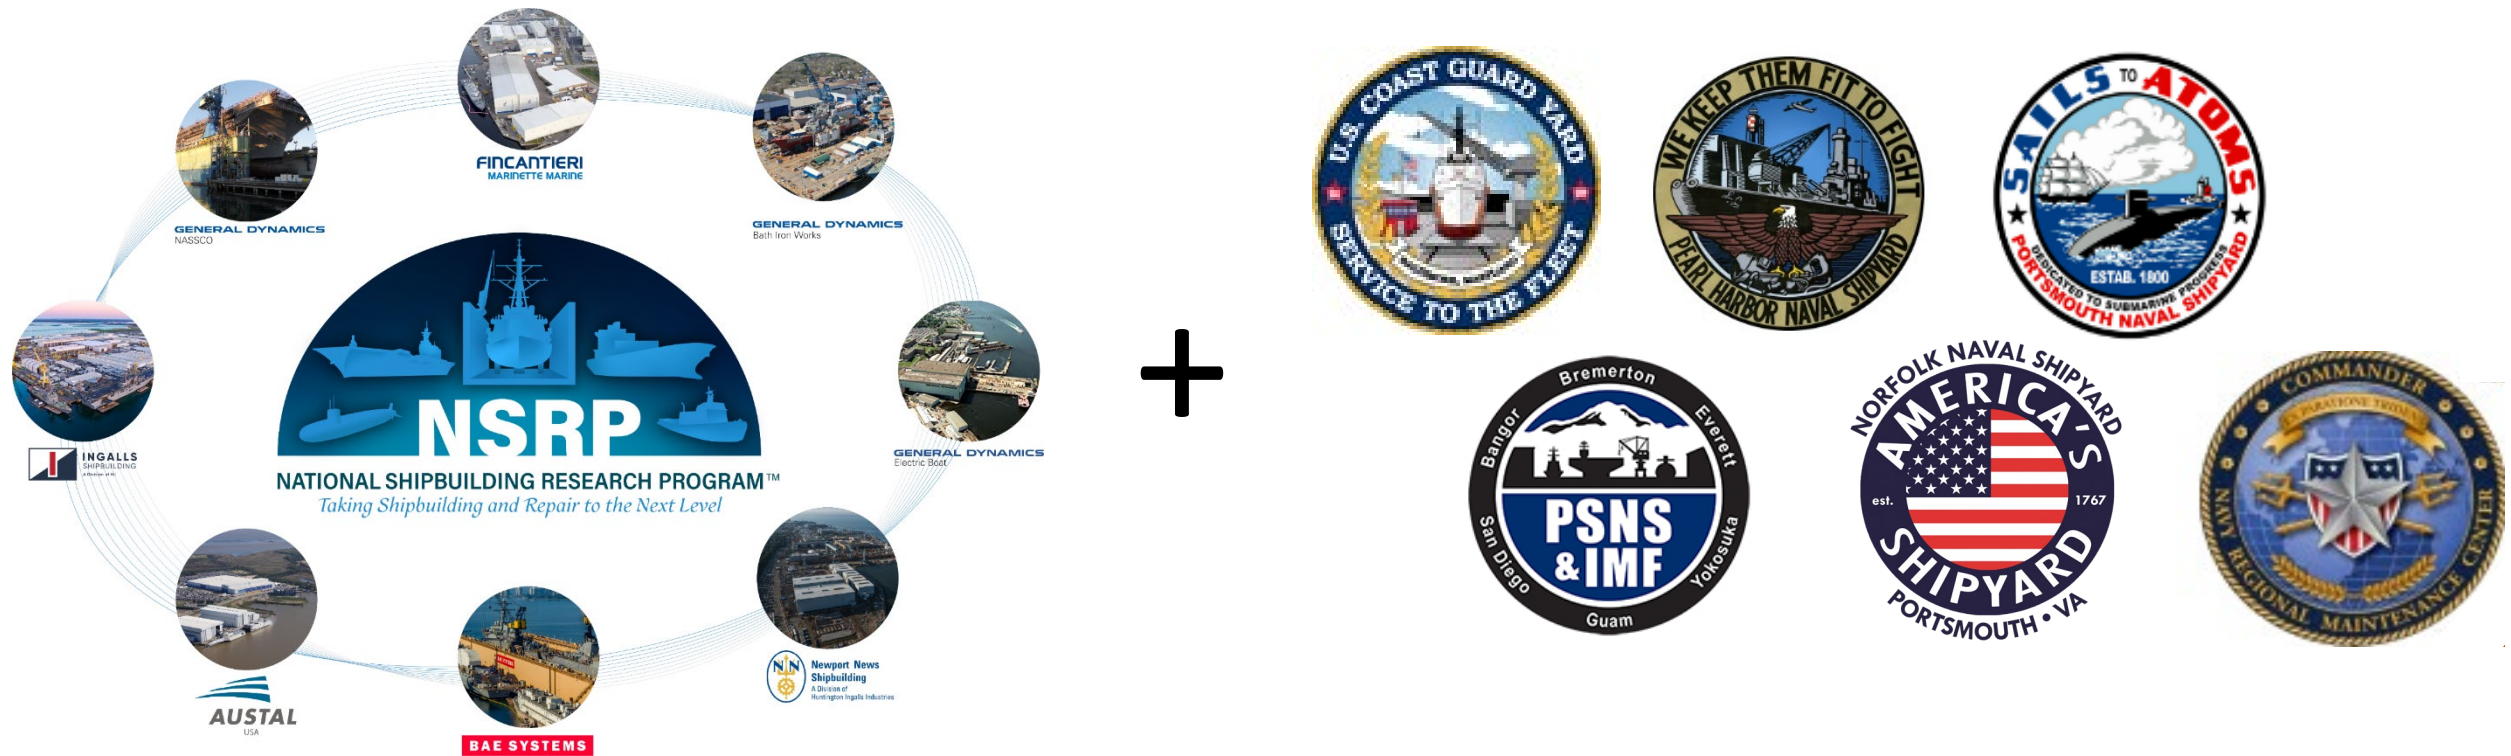 FINCANTIERI
MARINETTE MARINE
GENERAL DYNAMICS
NASSCO
GENERAL DYNAMICS
Bath Iron Works
INGALLS
SHIPBUILDING
GENERAL DYNAMICS
Electric Boat
NSRP
NATIONAL SHIPBUILDING RESEARCH PROGRAM™
Taking Shipbuilding and Repair to the Next Level
AUSTAL
USA
BAE SYSTEMS
NN
Newport News
Shipbuilding
A Division of
Huntington Ingalls Industries
+
U.S. COAST GUARD YARD
SERVICE TO THE FLEET
WE KEEP THEM FIT TO FIGHT
PEARL HARBOR NAVAL SHIPYARD
SAILS TO ATOMS
ESTAB. 1800
DEDICATED TO SUBMARINE PROGRESS
PORTSMOUTH NAVAL SHIPYARD
Bremerton
Bangor
Everett
PSNS
& IMF
San Diego
Yokosuka
Guam
NORFOLK NAVAL SHIPYARD
AMERICA'S
est. 1767
SHIPYARD
PORTSMOUTH • VA
COMMANDER
NAVY REGIONAL MAINTENANCE CENTER